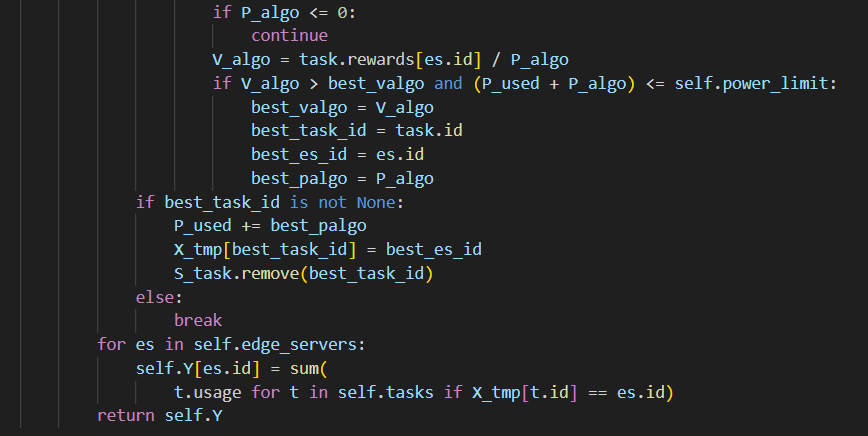 if P_algo <= 0:
continue
V_algo = task.rewards[es.id] / P_algo
if V_algo > best_valgo and (P_used + P_algo) <= self.power_limit:
best_valgo = V_algo
best_task_id = task.id
best_es_id = es.id
best_palgo = P_algo
if best_task_id is not None:
P_used += best_palgo
X_tmp[best_task_id] = best_es_id
S_task.remove(best_task_id)
else:
break
for es in self.edge_servers:
self.Y[es.id] = sum(
t.usage for t in self.tasks if X_tmp[t.id] == es.id)
return self.Y